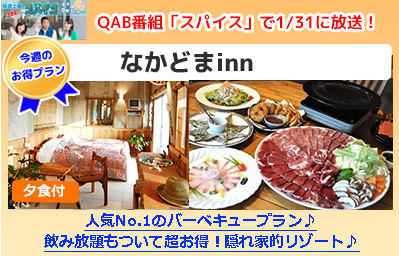 QAB番組「スパイス」で1/31に放送！
今週の
お得プラン
なかどまinn
夕食付
人気No.1のバーベキュープラン♪
飲み放題もついて超お得！隠れ家的リゾート♪